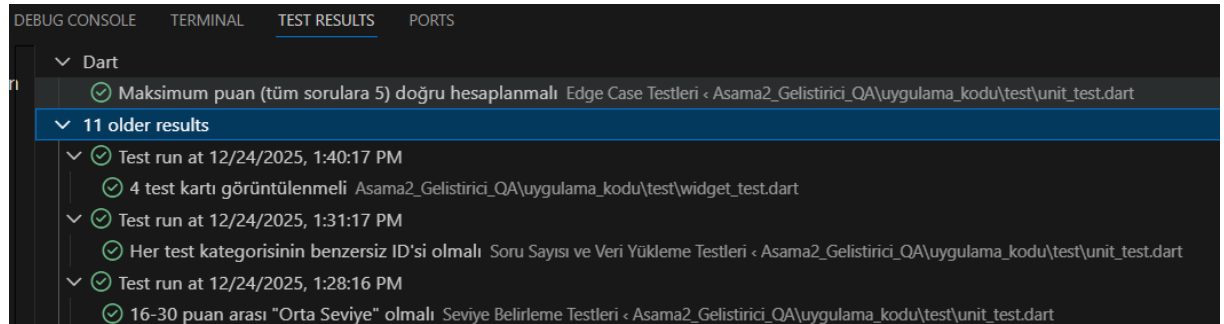 DEBUG CONSOLE TERMINAL TEST RESULTS PORTS
Dart
Maksimum puan (tüm sorulara 5) doğru hesaplanmalı Edge Case Testleri ‹ Asama2_Gelistirici_QA\uygulama_kodu\test\unit_test.dart
11 older results
Test run at 12/24/2025, 1:40:17 PM
4 test kartı görüntülenmeli Asama2_Gelistirici_QA\uygulama_kodu\test\widget_test.dart
Test run at 12/24/2025, 1:31:17 PM
Her test kategorisinin benzersiz ID'si olmalı Soru Sayısı ve Veri Yükleme Testleri ‹ Asama2_Gelistirici_QA\uygulama_kodu\test\unit_test.dart
Test run at 12/24/2025, 1:28:16 PM
16-30 puan arası "Orta Seviye" olmalı Seviye Belirleme Testleri ‹ Asama2_Gelistirici_QA\uygulama_kodu\test\unit_test.dart